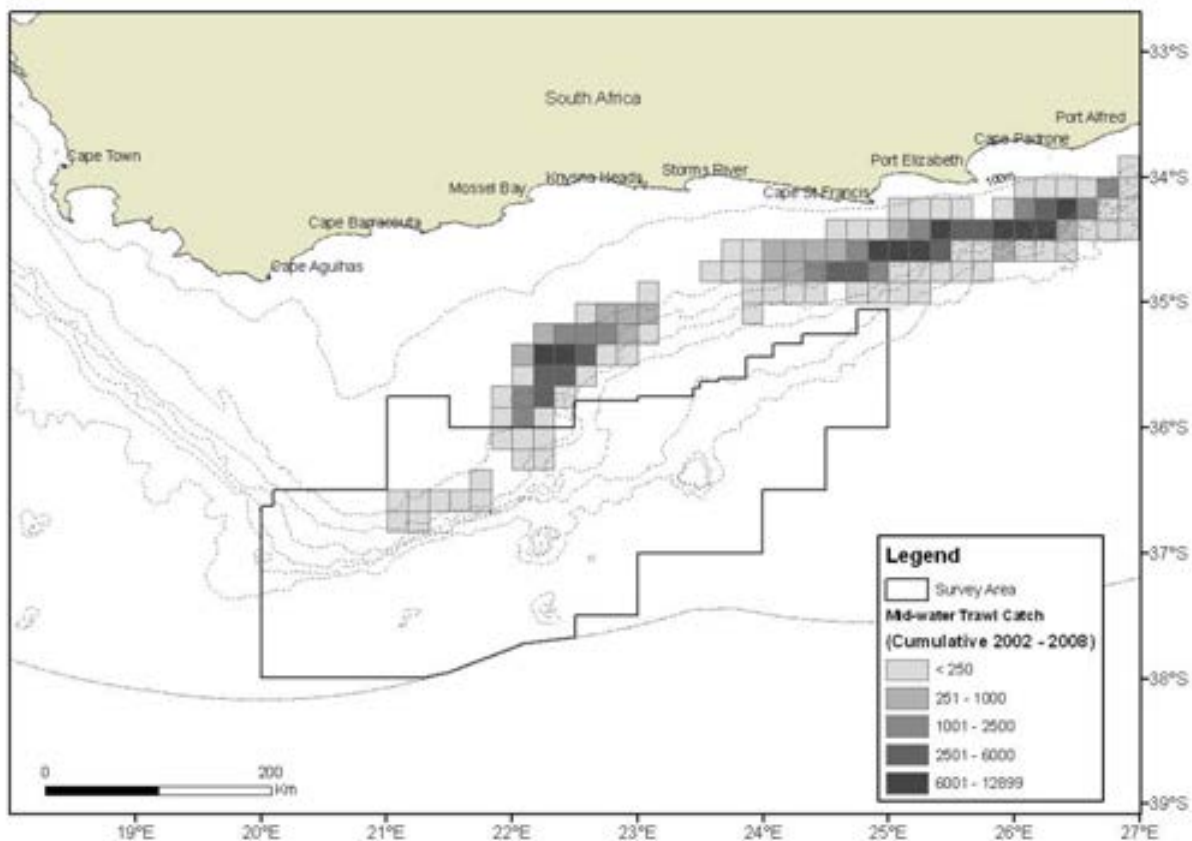 33°S
South Africa
Port Alfred
Cape Padrone
Cape Town
Port Elizabeth
Storms River
Knysna Heads
34°S
100m
Mossel Bay
Cape St Francis
Cape Barracouta
Cape Agulhas
35°S
36°S
37°S
Legend
Survey Area
Mid-water Trawl Catch
(Cumulative 2002 - 2008)
< 250
251 - 1000
1001 - 2500
2501 - 6000
6001 - 12899
38°S
0 200
Km
39°S
19°E 20°E 21°E 22°E 23°E 24°E 25°E 26°E 27°E